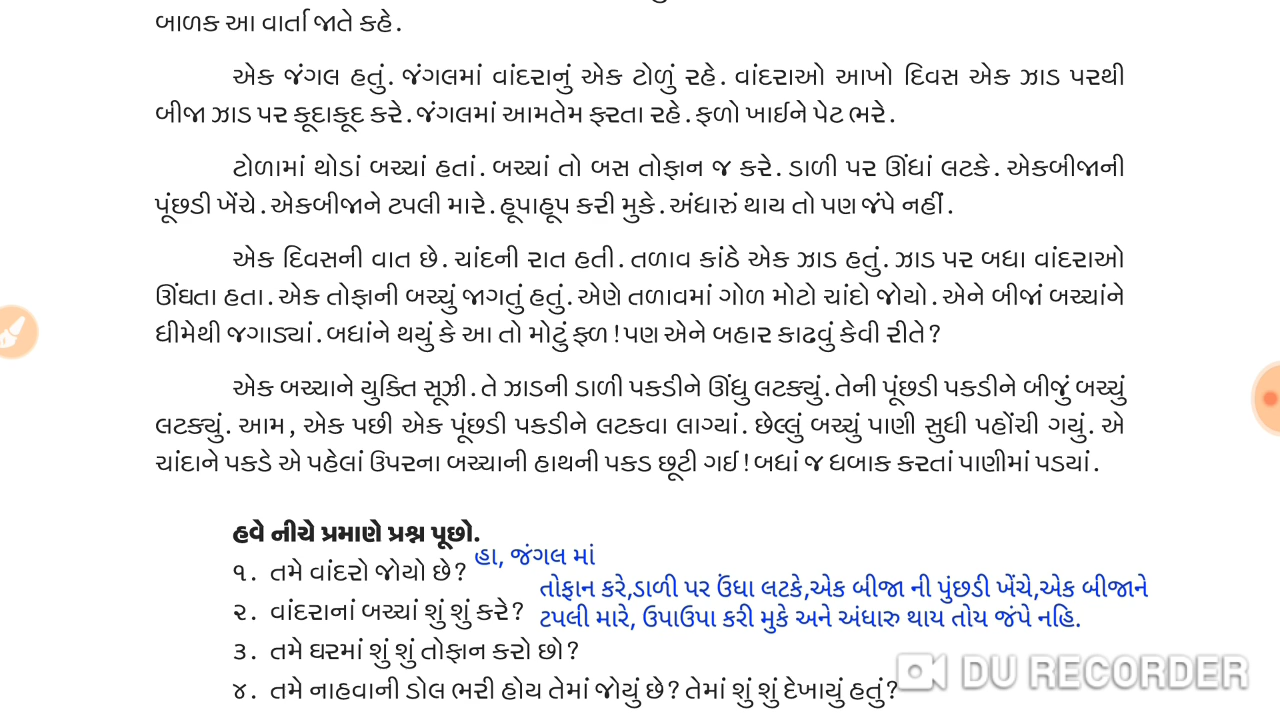 બાળક આ વાર્તા જાતે કહે.
એક જંગલ હતું. જંગલમાં વાંદરાનું એક ટોળું રહે. વાંદરાઓ આખો દિવસ એક ઝાડ પરથી
બીજા ઝાડ પર કૂદાકૂદ કરે. જંગલમાં આમતેમ ફરતા રહે. ફળો ખાઈને પેટ ભરે.
ટોળામાં થોડાં બચ્ચાં હતાં. બચ્ચાં તો બસ તોફાન જ કરે. ડાળી પર ઊંધાં લટકે. એકબીજાની
પૂંછડી ખેંચે. એકબીજાને ટપલી મારે. હૂપાહૂપ કરી મુકે. અંધારું થાય તો પણ જંપે નહીં.
એક દિવસની વાત છે. ચાંદની રાત હતી. તળાવ કાંઠે એક ઝાડ હતું. ઝાડ પર બધા વાંદરાઓ
ઊંઘતા હતા. એક તોફાની બચ્ચું જાગતું હતું. એણે તળાવમાં ગોળ મોટો ચાંદો જોયો. એને બીજાં બચ્ચાંને
ધીમેથી જગાડ્યાં. બધાંને થયું કે આ તો મોટું ફળ! પણ એને બહાર કાઢવું કેવી રીતે?
એક બચ્ચાને યુક્તિ સૂઝી. તે ઝાડની ડાળી પકડીને ઊંધુ લટક્યું. તેની પૂંછડી પકડીને બીજું બચ્ચું
લટક્યું. આમ, એક પછી એક પૂંછડી પકડીને લટકવા લાગ્યાં. છેલ્લું બચ્ચું પાણી સુધી પહોંચી ગયું. એ
ચાંદાને પકડે એ પહેલાં ઉપરના બચ્ચાની હાથની પકડ છૂટી ગઈ! બધાં જ ધબાક કરતાં પાણીમાં પડયાં.
હવે નીચે પ્રમાણે પ્રશ્ન પૂછો.
૧. તમે વાંદરો જોયો છે? હા, જંગલ માં
તોફાન કરે,ડાળી પર ઉંધા લટકે,એક બીજા ની પુંછડી ખેંચે,એક બીજાને
૨. વાંદરાનાં બચ્ચાં શું શું કરે? ટપલી મારે, ઉપાઉપા કરી મુકે અને અંધારુ થાય તોય જંપે નહિ.
૩. તમે ઘરમાં શું શું તોફાન કરો છો?
૪. તમે નાહવાની ડોલ ભરી હોય તેમાં જોયું છે? તેમાં શું શું દેખાયું હતું?
DU RECORDER